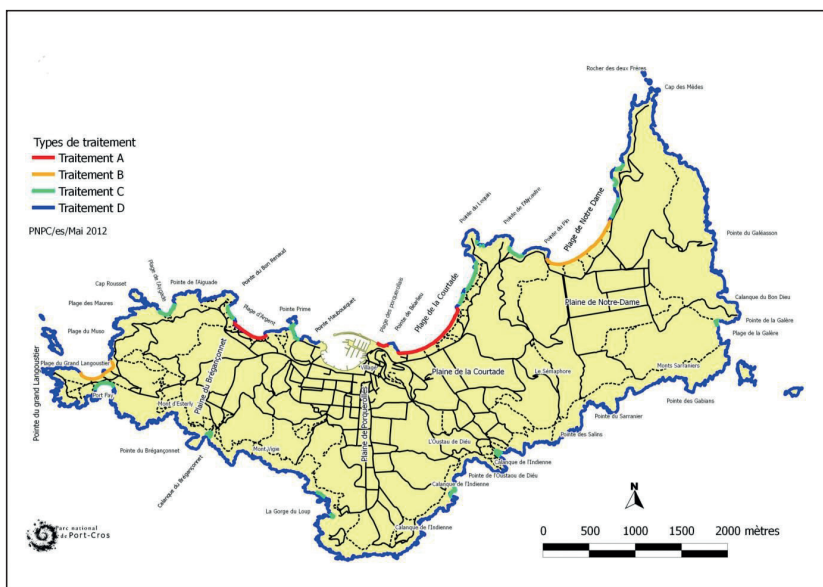 Rocher des deux Frères
Cap des Mèdes
Types de traitement
Traitement A
Traitement B
Traitement C
Traitement D
PNPC/es/Mai 2012
Pointe du Lequin
Pointe de l'Alicastre
Pointe du Pin
Plage de Notre Dame
Pointe du Galéasson
Cap Rousset
Plage de l'Aiguade
Pointe de l'Aiguade
Pointe du Bon Renaud
Plage des Maures
Plage d'Argent
Pointe Prime
Pointe Maubousquet
Plage des porquerolles
Pointe de Bearlieu
Plage de la Courtade
Calanque du Bon Dieu
Plaine de Notre-Dame
Pointe de la Galère
Plage de la Galère
Plage du Moso
Plage du Grand Langoustier
Plaine du Brégançonnet
Village
Plaine de la Courtade
Le Sémaphore
Monts Sarraniers
Pointe du grand Langoustier
Port Fay
Mont d'Esterly
Plaine de Porquerolles
Pointe des Gabians
Pointe du Sarranier
Pointe du Brégançonnet
Mont Vigie
L'Oustau de Diéu
Pointe des Salins
Calanque du Brégançonnet
Calanque de l'Indienne
Pointe de l'Oustaou de Diéu
Calanque de l'Indienne
La Gorge du Loup
Calanque de l'Indienne
N
Parc national
de Port-Cros
0 500 1000 1500 2000 mètres